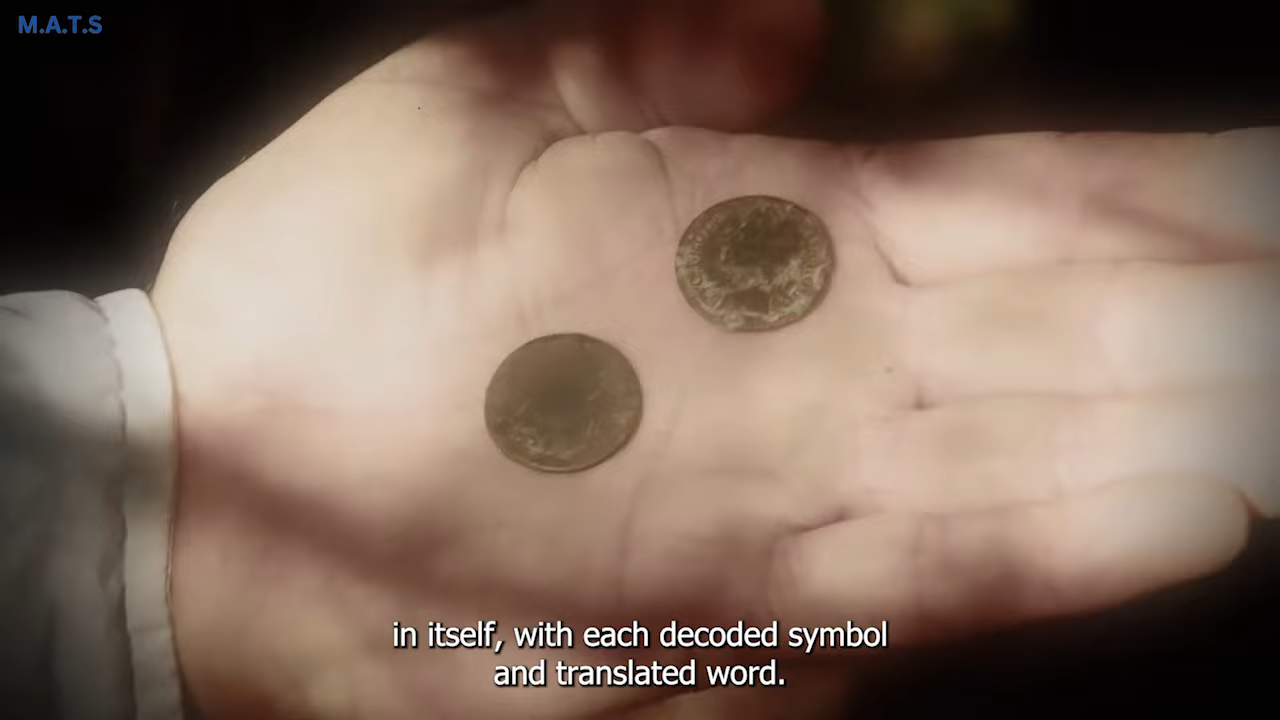 M.A.T.S
in itself, with each decoded symbol
and translated word.